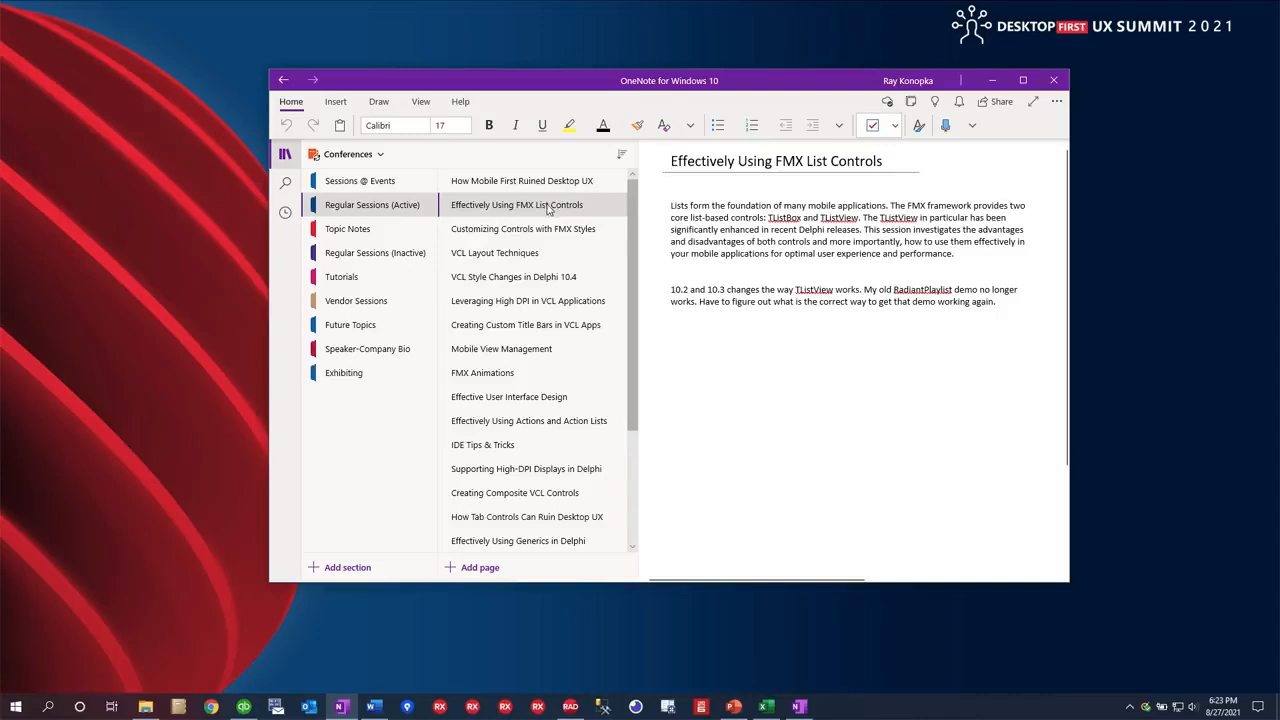 DESKTOP FIRST UX SUMMIT 2021
OneNote for Windows 10
Ray Konopka
Home Insert Draw View Help
Share
Calibri 17 B I U A
Conferences
Sessions @ Events
Regular Sessions (Active)
Topic Notes
Regular Sessions (Inactive)
Tutorials
Vendor Sessions
Future Topics
Speaker-Company Bio
Exhibiting
Add section
How Mobile First Ruined Desktop UX
Effectively Using FMX List Controls
Customizing Controls with FMX Styles
VCL Layout Techniques
VCL Style Changes in Delphi 10.4
Leveraging High DPI in VCL Applications
Creating Custom Title Bars in VCL Apps
Mobile View Management
FMX Animations
Effective User Interface Design
Effectively Using Actions and Action Lists
IDE Tips & Tricks
Supporting High-DPI Displays in Delphi
Creating Composite VCL Controls
How Tab Controls Can Ruin Desktop UX
Effectively Using Generics in Delphi
Add page
Effectively Using FMX List Controls
Lists form the foundation of many mobile applications. The FMX framework provides two
core list-based controls: TListBox and TListView. The TListView in particular has been
significantly enhanced in recent Delphi releases. This session investigates the advantages
and disadvantages of both controls and more importantly, how to use them effectively in
your mobile applications for optimal user experience and performance.
10.2 and 10.3 changes the way TListView works. My old RadiantPlaylist demo no longer
works. Have to figure out what is the correct way to get that demo working again.
N W RX RX RX RX RAD P X N
6:23 PM
8/27/2021